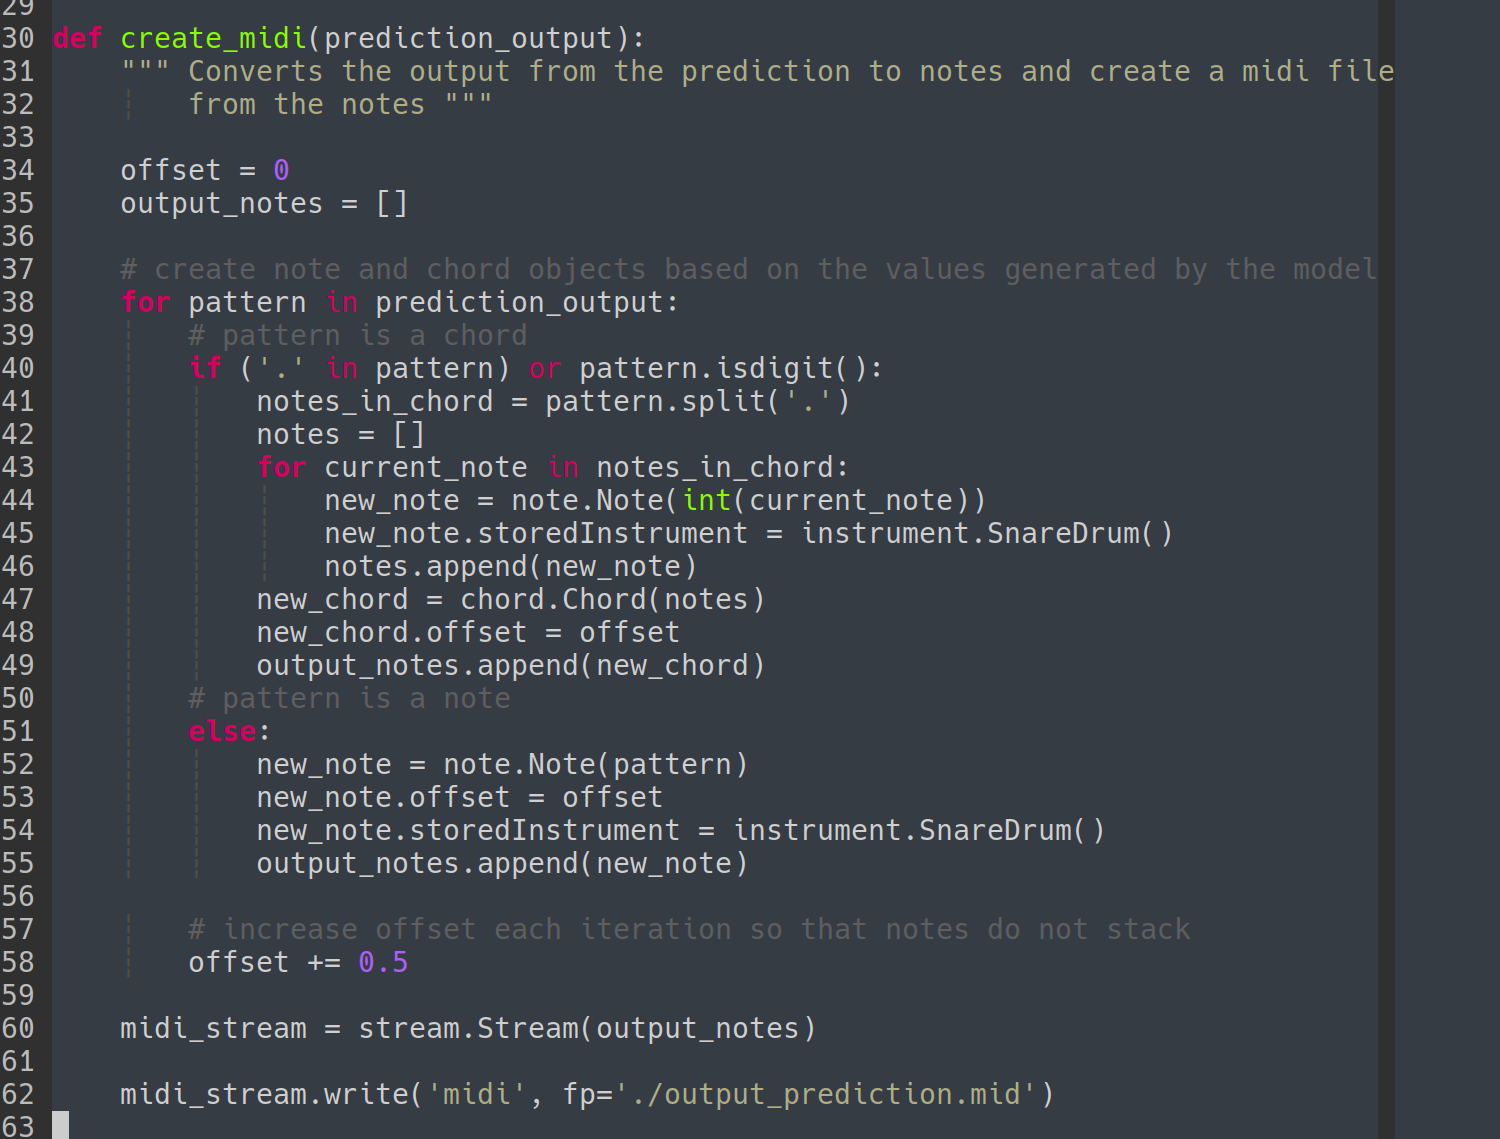 29
30 def create_midi(prediction_output):
31     """ Converts the output from the prediction to notes and create a midi file
32         from the notes """
33
34     offset = 0
35     output_notes = []
36
37     # create note and chord objects based on the values generated by the model
38     for pattern in prediction_output:
39         # pattern is a chord
40         if ('.' in pattern) or pattern.isdigit():
41             notes_in_chord = pattern.split('.')
42             notes = []
43             for current_note in notes_in_chord:
44                 new_note = note.Note(int(current_note))
45                 new_note.storedInstrument = instrument.SnareDrum()
46                 notes.append(new_note)
47             new_chord = chord.Chord(notes)
48             new_chord.offset = offset
49             output_notes.append(new_chord)
50         # pattern is a note
51         else:
52             new_note = note.Note(pattern)
53             new_note.offset = offset
54             new_note.storedInstrument = instrument.SnareDrum()
55             output_notes.append(new_note)
56
57         # increase offset each iteration so that notes do not stack
58         offset += 0.5
59
60     midi_stream = stream.Stream(output_notes)
61
62     midi_stream.write('midi', fp='./output_prediction.mid')
63